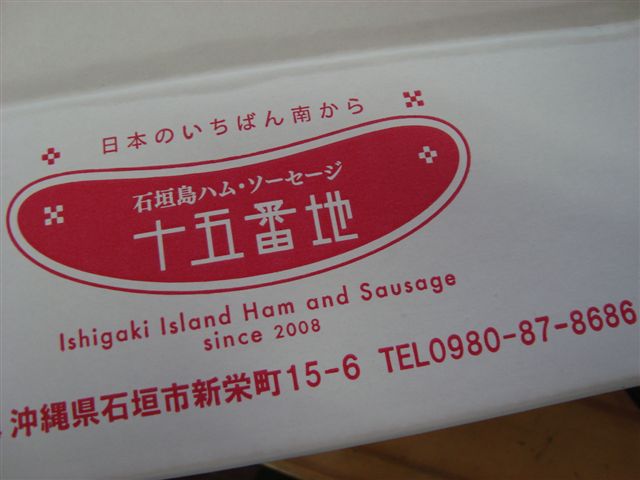 日本のいちばん南から
石垣島ハム・ソーセージ
十五番地
Ishigaki Island Ham and Sausage
since 2008
沖縄県石垣市新栄町15-6 TEL0980-87-8686